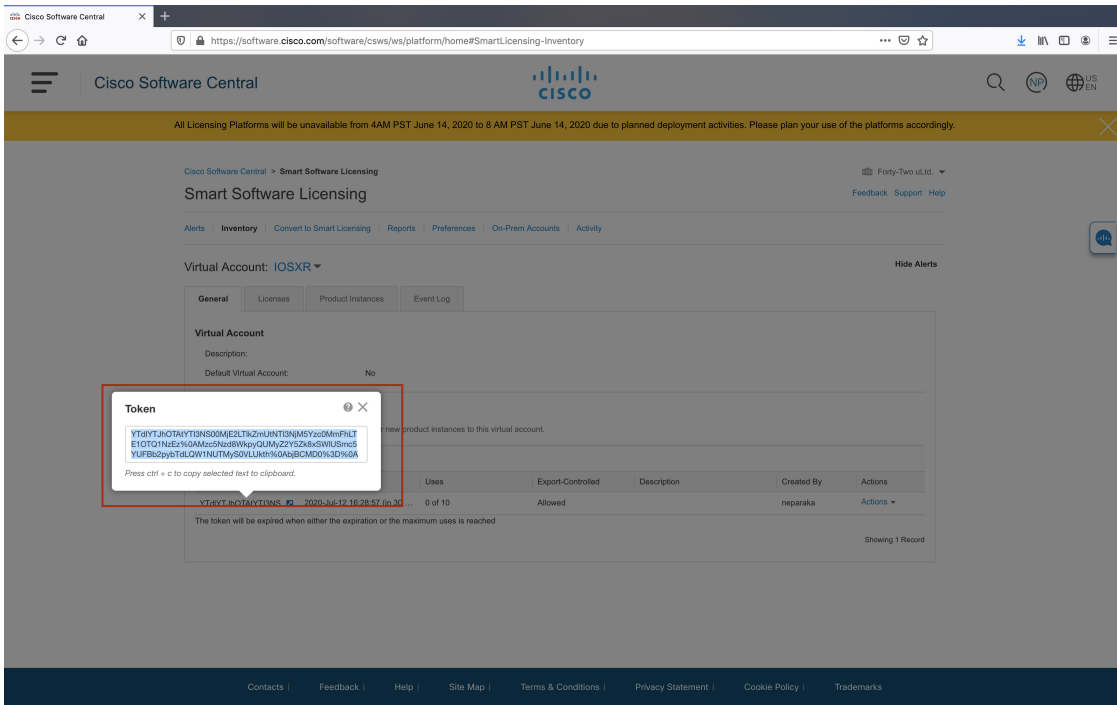 Cisco Software Central
https://software.cisco.com/software/csws/ws/platform/home#SmartLicensing-Inventory
Cisco Software Central
CISCO
NP
US
EN
All Licensing Platforms will be unavailable from 4AM PST June 14, 2020 to 8 AM PST June 14, 2020 due to planned deployment activities. Please plan your use of the platforms accordingly.
Cisco Software Central > Smart Software Licensing
Forty-Two uLtd.
Smart Software Licensing
Feedback Support Help
Alerts | Inventory | Convert to Smart Licensing | Reports | Preferences | On-Prem Accounts | Activity
Virtual Account: IOSXR
Hide Alerts
General Licenses Product Instances Event Log
Virtual Account
Description:
Default Virtual Account: No
Token
new product instances to this virtual account.
Press ctrl + c to copy selected text to clipboard.
Uses Export-Controlled Description Created By Actions
2020-Jul-12 16:28:57 (in 30 ... 0 of 10 Allowed neparaka Actions
The token will be expired when either the expiration or the maximum uses is reached
Showing 1 Record
Contacts | Feedback | Help | Site Map | Terms & Conditions | Privacy Statement | Cookie Policy | Trademarks